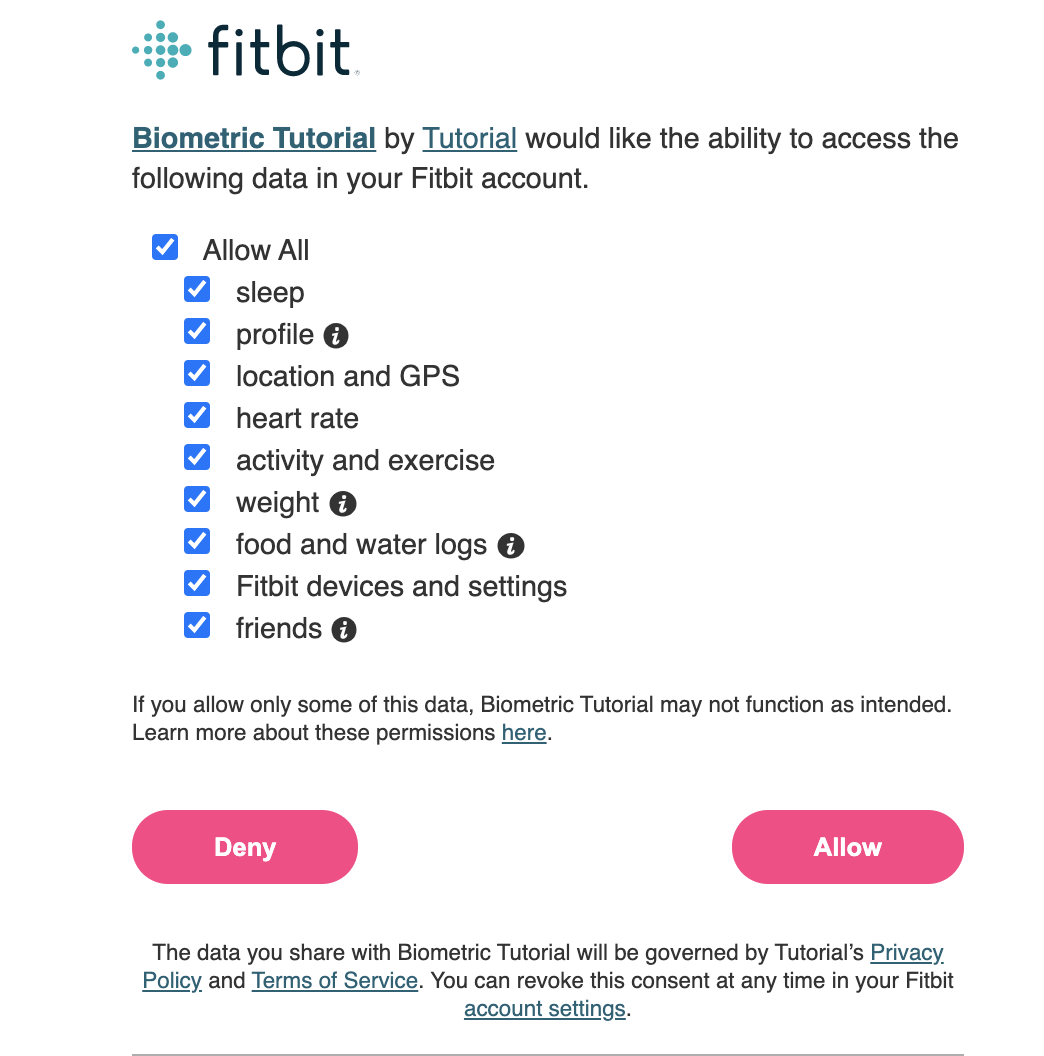 fitbit
Biometric Tutorial by Tutorial would like the ability to access the
following data in your Fitbit account.
Allow All
sleep
profile
location and GPS
heart rate
activity and exercise
weight
food and water logs
Fitbit devices and settings
friends
If you allow only some of this data, Biometric Tutorial may not function as intended.
Learn more about these permissions here.
Deny
Allow
The data you share with Biometric Tutorial will be governed by Tutorial’s Privacy
Policy and Terms of Service. You can revoke this consent at any time in your Fitbit
account settings.